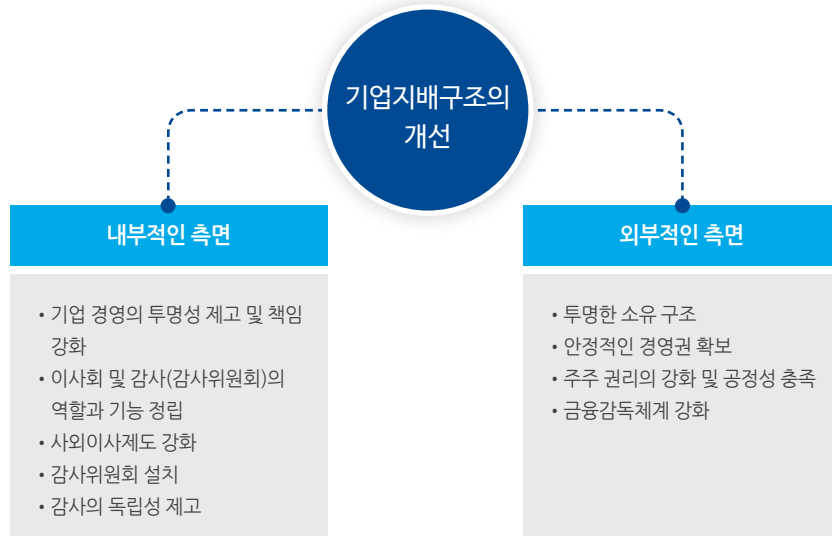 기업지배구조의
개선
내부적인 측면
• 기업 경영의 투명성 제고 및 책임
강화
• 이사회 및 감사(감사위원회)의
역할과 기능 정립
• 사외이사제도 강화
• 감사위원회 설치
• 감사의 독립성 제고
외부적인 측면
• 투명한 소유 구조
• 안정적인 경영권 확보
• 주주 권리의 강화 및 공정성 충족
• 금융감독체계 강화